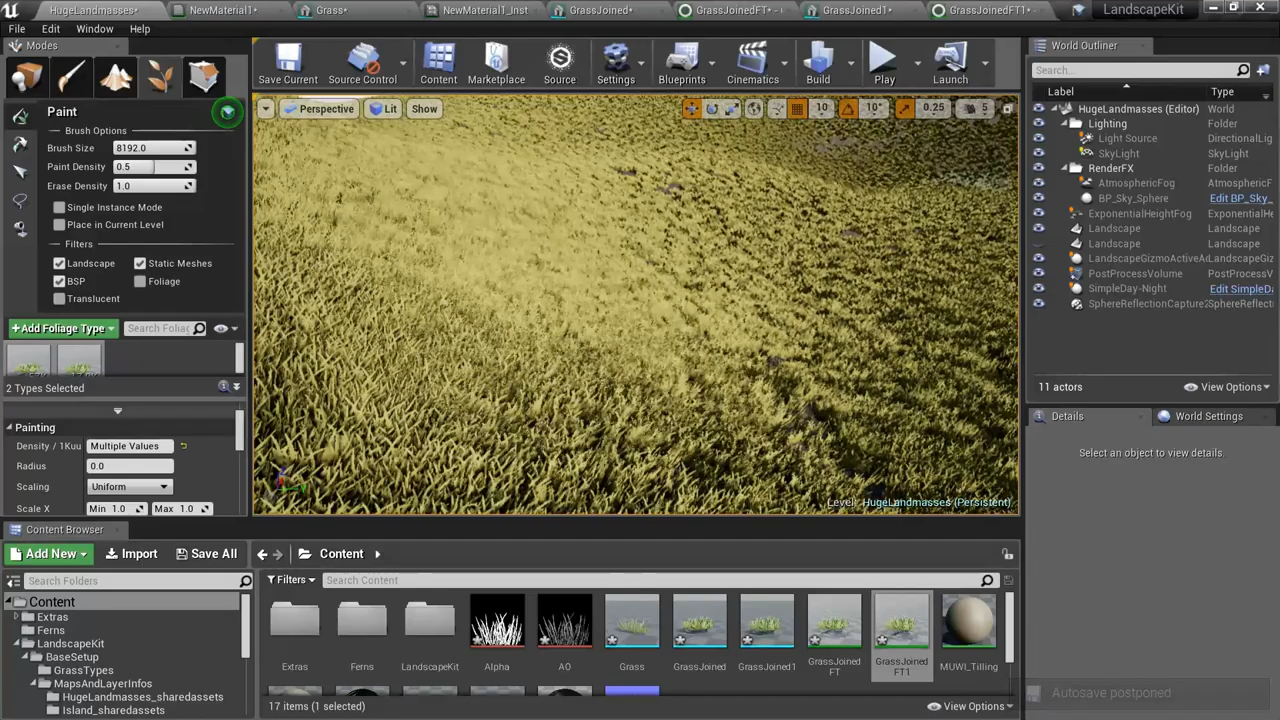 HugeLandmasses*
NewMaterial1*
Grass*
NewMaterial1_Inst
GrassJoined*
GrassJoinedFT*
GrassJoined1*
GrassJoinedFT1*
LandscapeKit
File Edit Window Help
Modes
Save Current
Source Control
Content
Marketplace
Source
Settings
Blueprints
Cinematics
Build
Play
Launch
World Outliner
Search...
Label Type
HugeLandmasses (Editor) World
Lighting Folder
Light Source DirectionalLig
SkyLight SkyLight
RenderFX Folder
AtmosphericFog AtmosphericF
BP_Sky_Sphere Edit BP_Sky_
ExponentialHeightFog ExponentialHe
Landscape Landscape
Landscape Landscape
LandscapeGizmoActiveAc LandscapeGiz
PostProcessVolume PostProcessV
SimpleDay-Night Edit SimpleDa
SphereReflectionCapture2 SphereReflecti
11 actors View Options
Details World Settings
Select an object to view details.
Paint
Brush Options
Brush Size 8192.0
Paint Density 0.5
Erase Density 1.0
Single Instance Mode
Place in Current Level
Filters
Landscape Static Meshes
BSP Foliage
Translucent
+Add Foliage Type Search Foliag
2 Types Selected
Painting
Density / 1Kuu Multiple Values
Radius 0.0
Scaling Uniform
Scale X Min 1.0 Max 1.0
Perspective Lit Show
10 10° 0.25 5
Level: HugeLandmasses (Persistent)
Content Browser
Add New Import Save All Content
Search Folders Filters Search Content
Content
Extras
Ferns
LandscapeKit
BaseSetup
GrassTypes
MapsAndLayerInfos
HugeLandmasses_sharedassets
Island_sharedassets
Extras
Ferns
LandscapeKit
Alpha
AO
Grass
GrassJoined
GrassJoined1
GrassJoined
FT
GrassJoined
FT1
MUWI_Tilling
17 items (1 selected) View Options
Autosave postponed